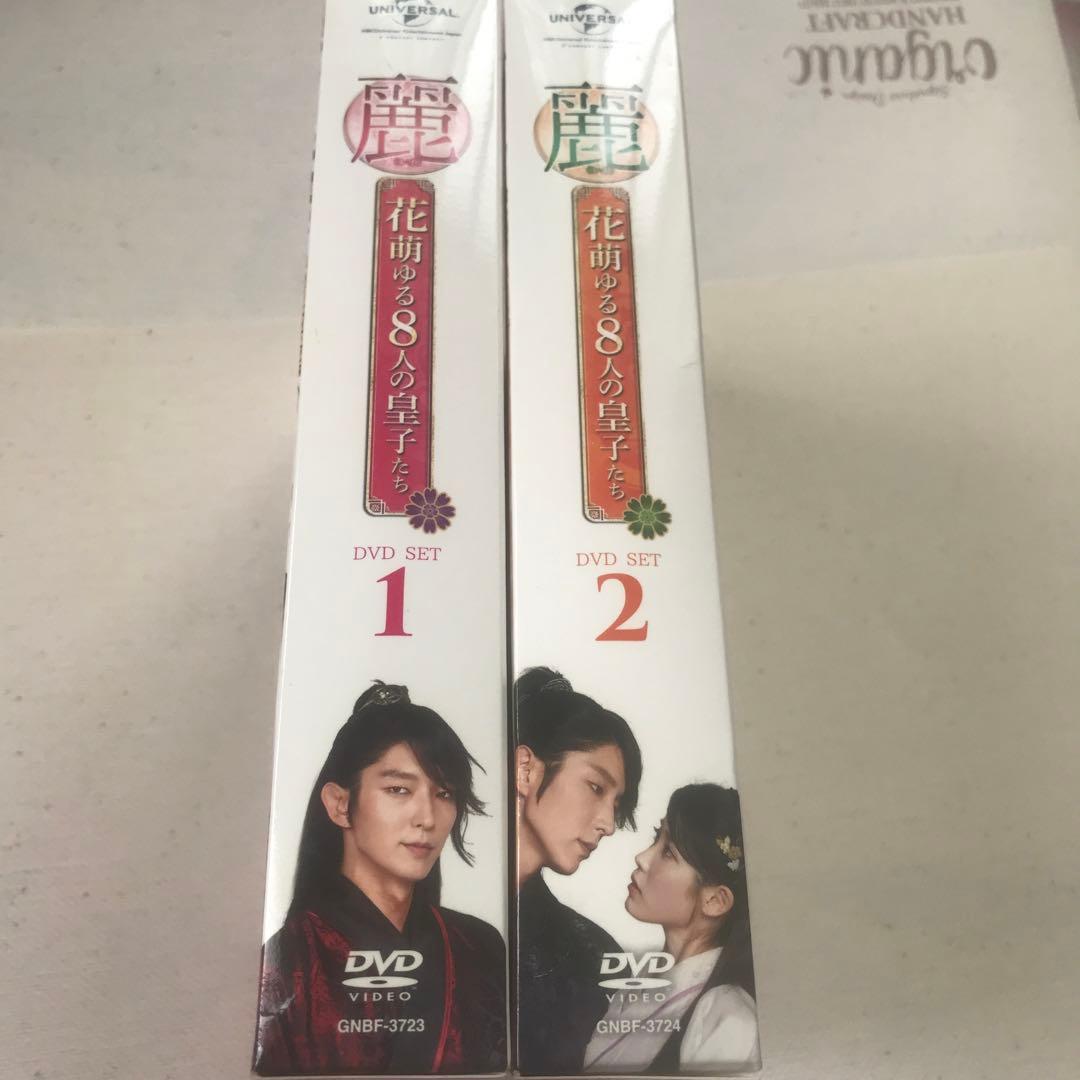 UNIVERSAL
麗
花萌ゆる8人の皇子たち
DVD SET
1
DVD
VIDEO
GNBF-3723
UNIVERSAL
麗
花萌ゆる8人の皇子たち
DVD SET
2
DVD
VIDEO
GNBF-3724
organic
HANDCRAFT